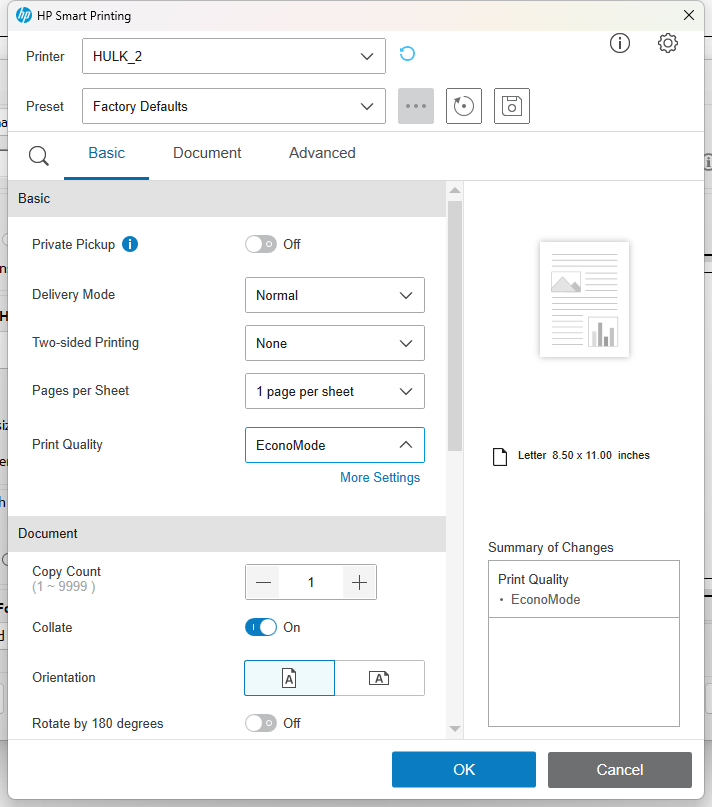 HP Smart Printing
Printer HULK_2
Preset Factory Defaults
Basic Document Advanced
Basic
Private Pickup Off
Delivery Mode Normal
Two-sided Printing None
Pages per Sheet 1 page per sheet
Print Quality EconoMode
More Settings
Letter 8.50 x 11.00 inches
Document
Copy Count
(1 ~ 9999 )
1
Collate On
Orientation
Rotate by 180 degrees Off
Summary of Changes
Print Quality
• EconoMode
OK Cancel